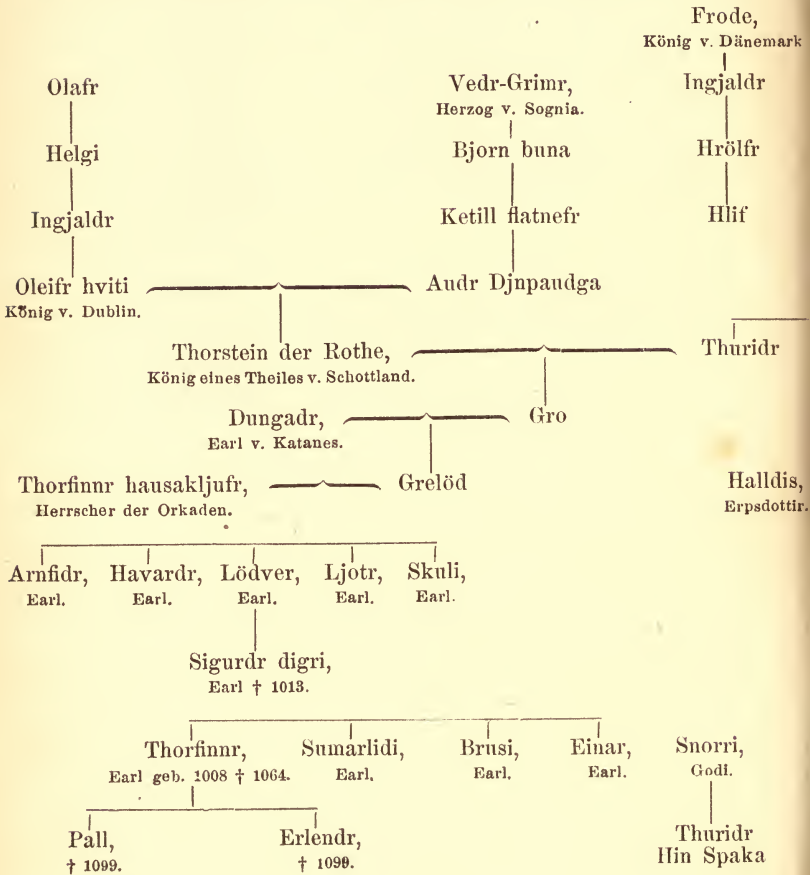 Frode,
König v. Dänemark
Olafr Vedr-Grimr, Ingjaldr
Herzog v. Sognia.
Helgi Bjorn buna Hrölfr
Ingjaldr Ketill flatnefr Hlif
Oleifr hviti Audr Djnpaudga
König v. Dublin.
Thorstein der Rothe, Thuridr
König eines Theiles v. Schottland.
Dungadr, Gro
Earl v. Katanes.
Thorfinnr hausakljufr, Grelöd Halldis,
Herrscher der Orkaden. Erpsdottir.
Arnfidr, Havardr, Lödver, Ljotr, Skuli,
Earl. Earl. Earl. Earl. Earl.
Sigurdr digri,
Earl † 1013.
Thorfinnr, Sumarlidi, Brusi, Einar, Snorri,
Earl geb. 1008 † 1064. Earl. Earl. Earl. Godi.
Pall, Erlendr, Thuridr
† 1099. † 1099. Hin Spaka